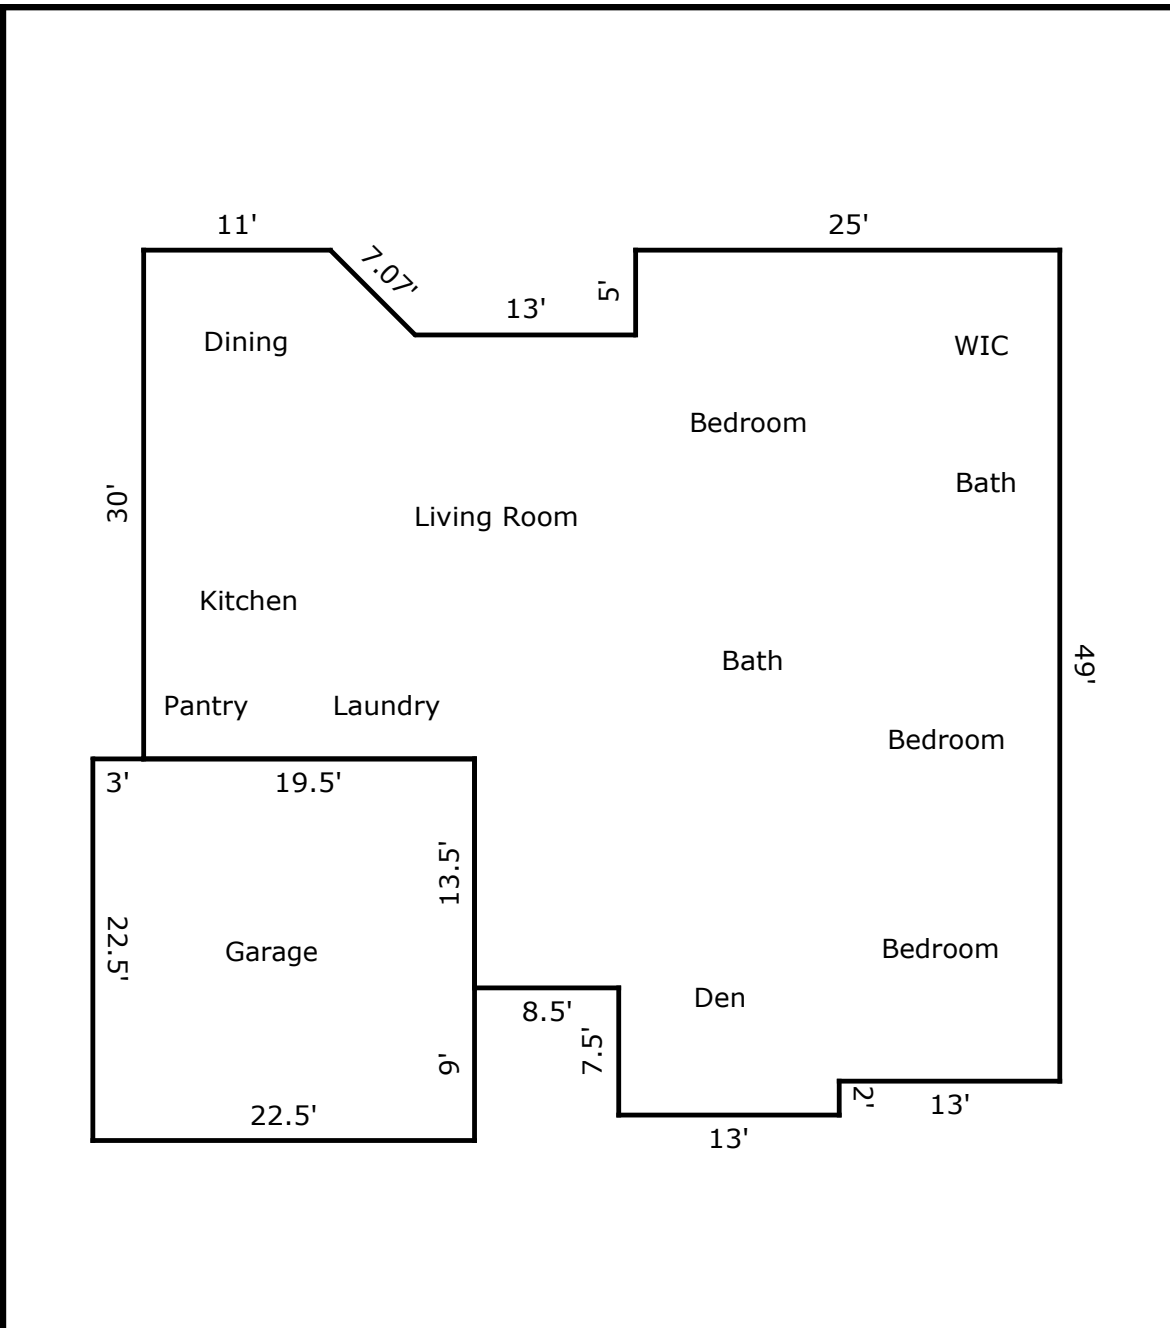 11'
25'
7.07'
5'
13'
Dining
WIC
Bedroom
Bath
30'
Living Room
Kitchen
Bath
49'
Pantry
Laundry
Bedroom
3'
19.5'
13.5'
22.5'
Garage
Bedroom
Den
8.5'
7.5'
9'
2'
13'
22.5'
13'